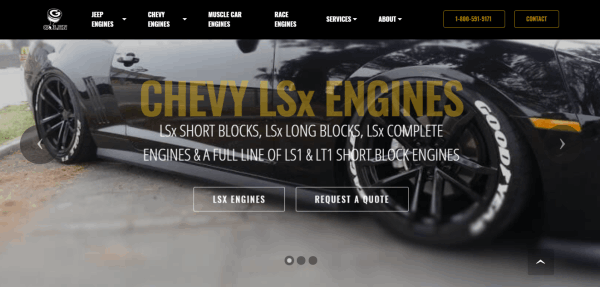 JEEP
ENGINES
CHEVY
ENGINES
MUSCLE CAR
ENGINES
RACE
ENGINES
SERVICES
ABOUT
1-800-591-9171
CONTACT
CHEVY LSx ENGINES
LSx SHORT BLOCKS, LSx LONG BLOCKS, LSx COMPLETE
ENGINES & A FULL LINE OF LS1 & LT1 SHORT BLOCK ENGINES
LSX ENGINES
REQUEST A QUOTE
GOODYEAR